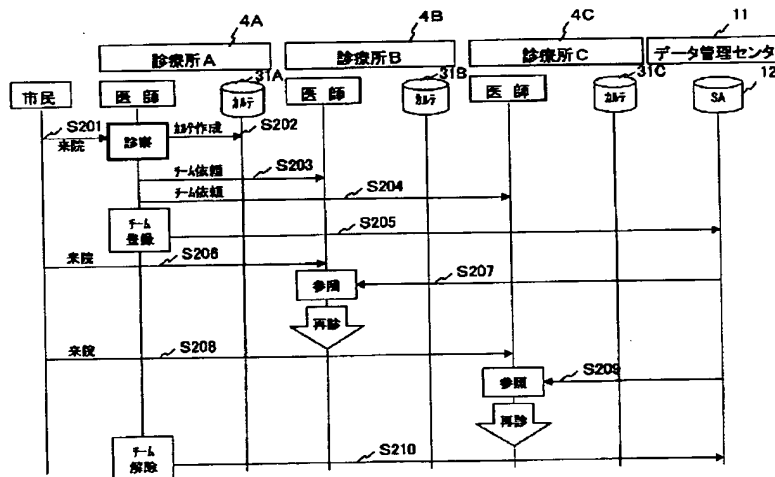 4A
4B
4C
11
診療所A
診療所B
診療所C
データ管理センタ
31A
31B
31C
12
市民
医師
カルテ
医師
カルテ
医師
カルテ
SA
S201
来院
診察
カルテ作成
S202
チーム依頼
S203
チーム依頼
S204
チーム
登録
S205
来院
S206
参照
S207
再診
来院
S208
参照
S209
再診
チーム
解除
S210